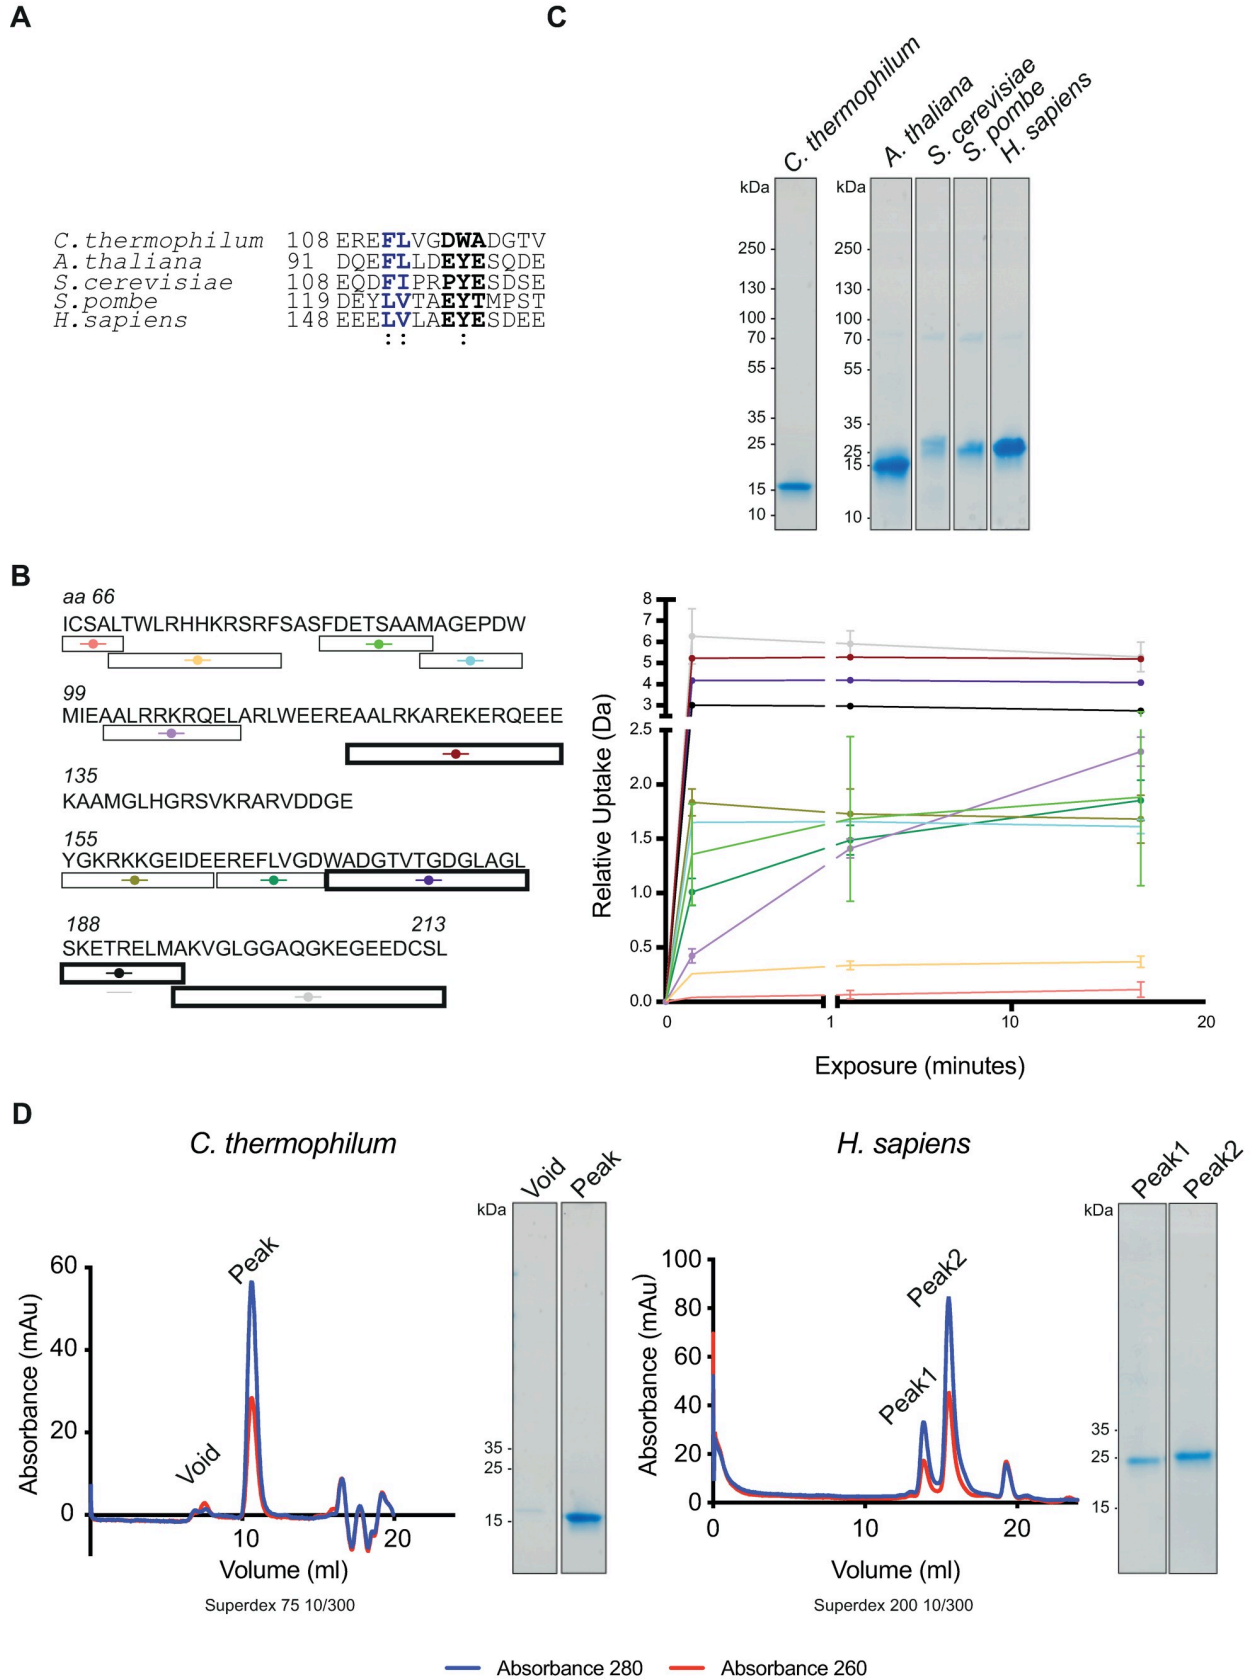 A
C.thermophilum 108 EREFLVGDWADGTV
A.thaliana 91 DQEFLLDEYESQDE
S.cerevisiae 108 EQDFIPRPYESDSE
S.pombe 119 DEYLVTAEYTMPST
H.sapiens 148 EEELVLAEYESDEE
:: :
C
C. thermophilum
A. thaliana
S. cerevisiae
S. pombe
H. sapiens
kDa
250
130
100
70
55
35
25
15
10
kDa
250
130
100
70
55
35
25
15
10
B
aa 66
ICSALTWLRHHKRSRFSASFDETSAAMAGEPDW
99
MIEAALRRKRQELARLWEEREAALRKAREKERQEEE
135
KAAMGLHGRSVKRARVDDGE
155
YGKRKKGEIDEEREFLVGDWADGTVTGDGLAGL
188 213
SKETRELMAKVGLGGAQGKEGEEDCSL
Relative Uptake (Da)
8
7
6
5
4
3
2.5
2.0
1.5
1.0
0.5
0.0
0 1 10 20
Exposure (minutes)
D
C. thermophilum
Absorbance (mAu)
60
40
20
0
Void
Peak
10 20
Volume (ml)
Superdex 75 10/300
Void
Peak
kDa
35
25
15
H. sapiens
Absorbance (mAu)
100
80
60
40
20
0
Peak1
Peak2
0 10 20
Volume (ml)
Superdex 200 10/300
Peak1
Peak2
kDa
35
25
15
Absorbance 280 Absorbance 260